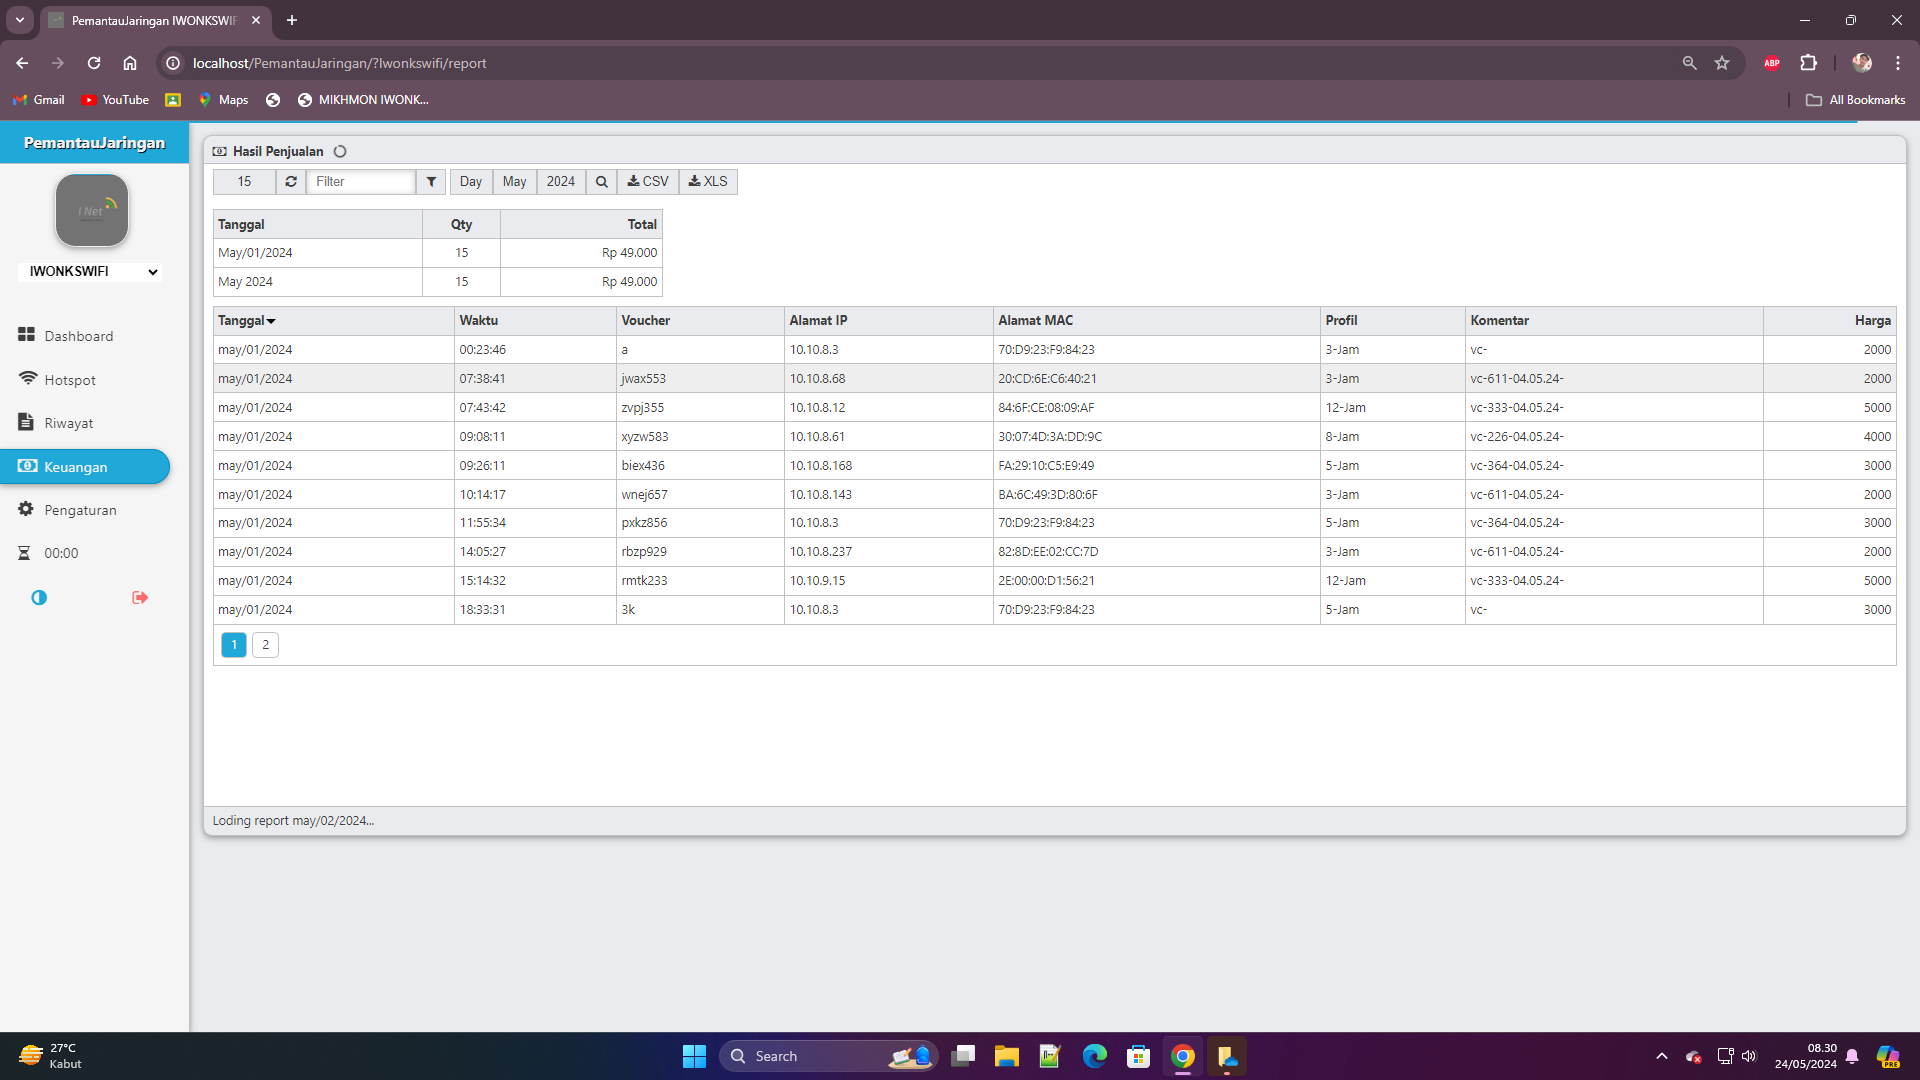 PemantauJaringan IWONKSWIF
localhost/PemantauJaringan/?Iwonkswifi/report
ABP
Gmail YouTube Maps MIKHMON IWONK... All Bookmarks
PemantauJaringan
I Net
IWONKSWIFI
Dashboard
Hotspot
Riwayat
Keuangan
Pengaturan
00:00
Hasil Penjualan
15 Filter Day May 2024 CSV XLS
Tanggal Qty Total
May/01/2024 15 Rp 49.000
May 2024 15 Rp 49.000
Tanggal Waktu Voucher Alamat IP Alamat MAC Profil Komentar Harga
may/01/2024 00:23:46 a 10.10.8.3 70:D9:23:F9:84:23 3-Jam vc- 2000
may/01/2024 07:38:41 jwax553 10.10.8.68 20:CD:6E:C6:40:21 3-Jam vc-611-04.05.24- 2000
may/01/2024 07:43:42 zvpj355 10.10.8.12 84:6F:CE:08:09:AF 12-Jam vc-333-04.05.24- 5000
may/01/2024 09:08:11 xyzw583 10.10.8.61 30:07:4D:3A:DD:9C 8-Jam vc-226-04.05.24- 4000
may/01/2024 09:26:11 biex436 10.10.8.168 FA:29:10:C5:E9:49 5-Jam vc-364-04.05.24- 3000
may/01/2024 10:14:17 wnej657 10.10.8.143 BA:6C:49:3D:80:6F 3-Jam vc-611-04.05.24- 2000
may/01/2024 11:55:34 pxkz856 10.10.8.3 70:D9:23:F9:84:23 5-Jam vc-364-04.05.24- 3000
may/01/2024 14:05:27 rbzp929 10.10.8.237 82:8D:EE:02:CC:7D 3-Jam vc-611-04.05.24- 2000
may/01/2024 15:14:32 rmtk233 10.10.9.15 2E:00:00:D1:56:21 12-Jam vc-333-04.05.24- 5000
may/01/2024 18:33:31 3k 10.10.8.3 70:D9:23:F9:84:23 5-Jam vc- 3000
1 2
Loding report may/02/2024...
27°C
Kabut
Search
08.30
24/05/2024
PRE